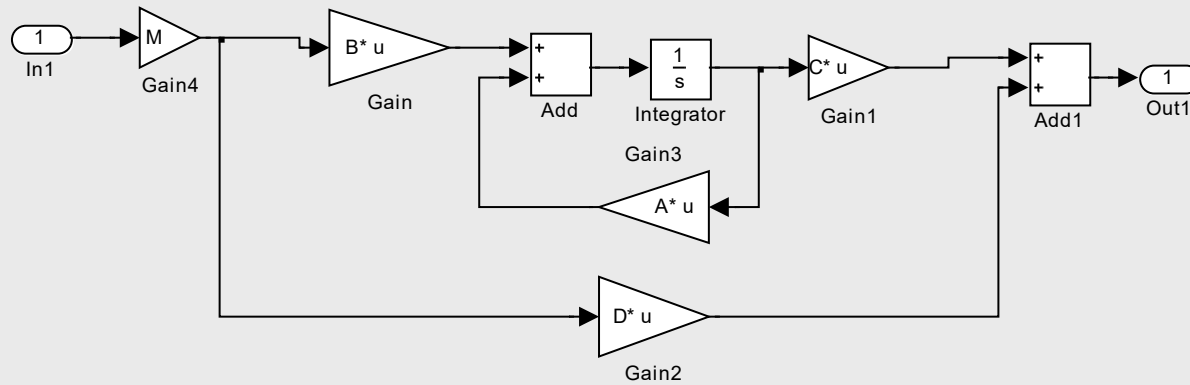 1
In1
M
Gain4
B* u
Gain
+
+
Add
1
s
Integrator
C* u
Gain1
+
+
Add1
1
Out1
Gain3
A* u
D* u
Gain2